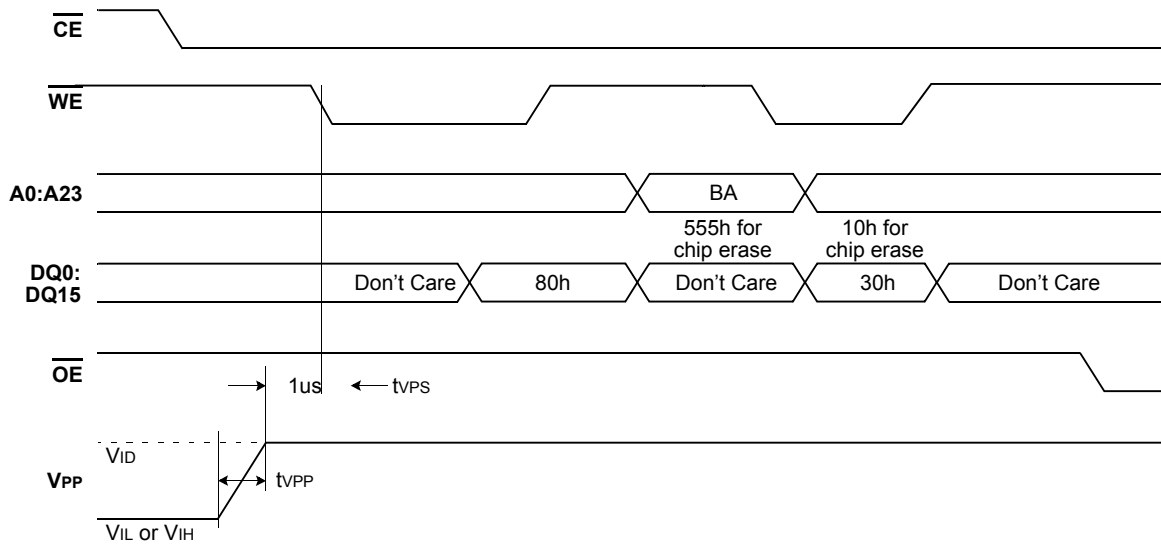 CE
WE
A0:A23
BA
555h for
chip erase
10h for
chip erase
DQ0:
DQ15
Don't Care
80h
Don't Care
30h
Don't Care
OE
1us
tVPS
VID
VPP
tVPP
VIL or VIH